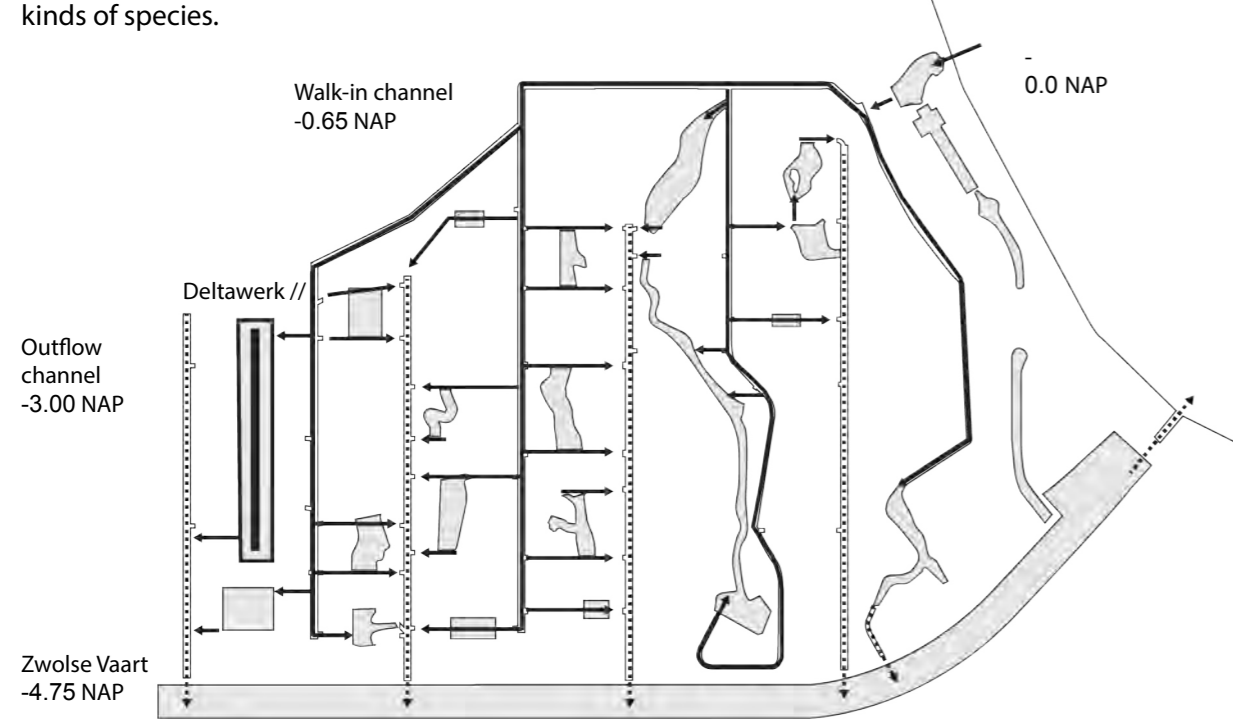 kinds of species.
-
0.0 NAP
Walk-in channel
-0.65 NAP
Deltawerk //
Outflow
channel
-3.00 NAP
Zwolse Vaart
-4.75 NAP